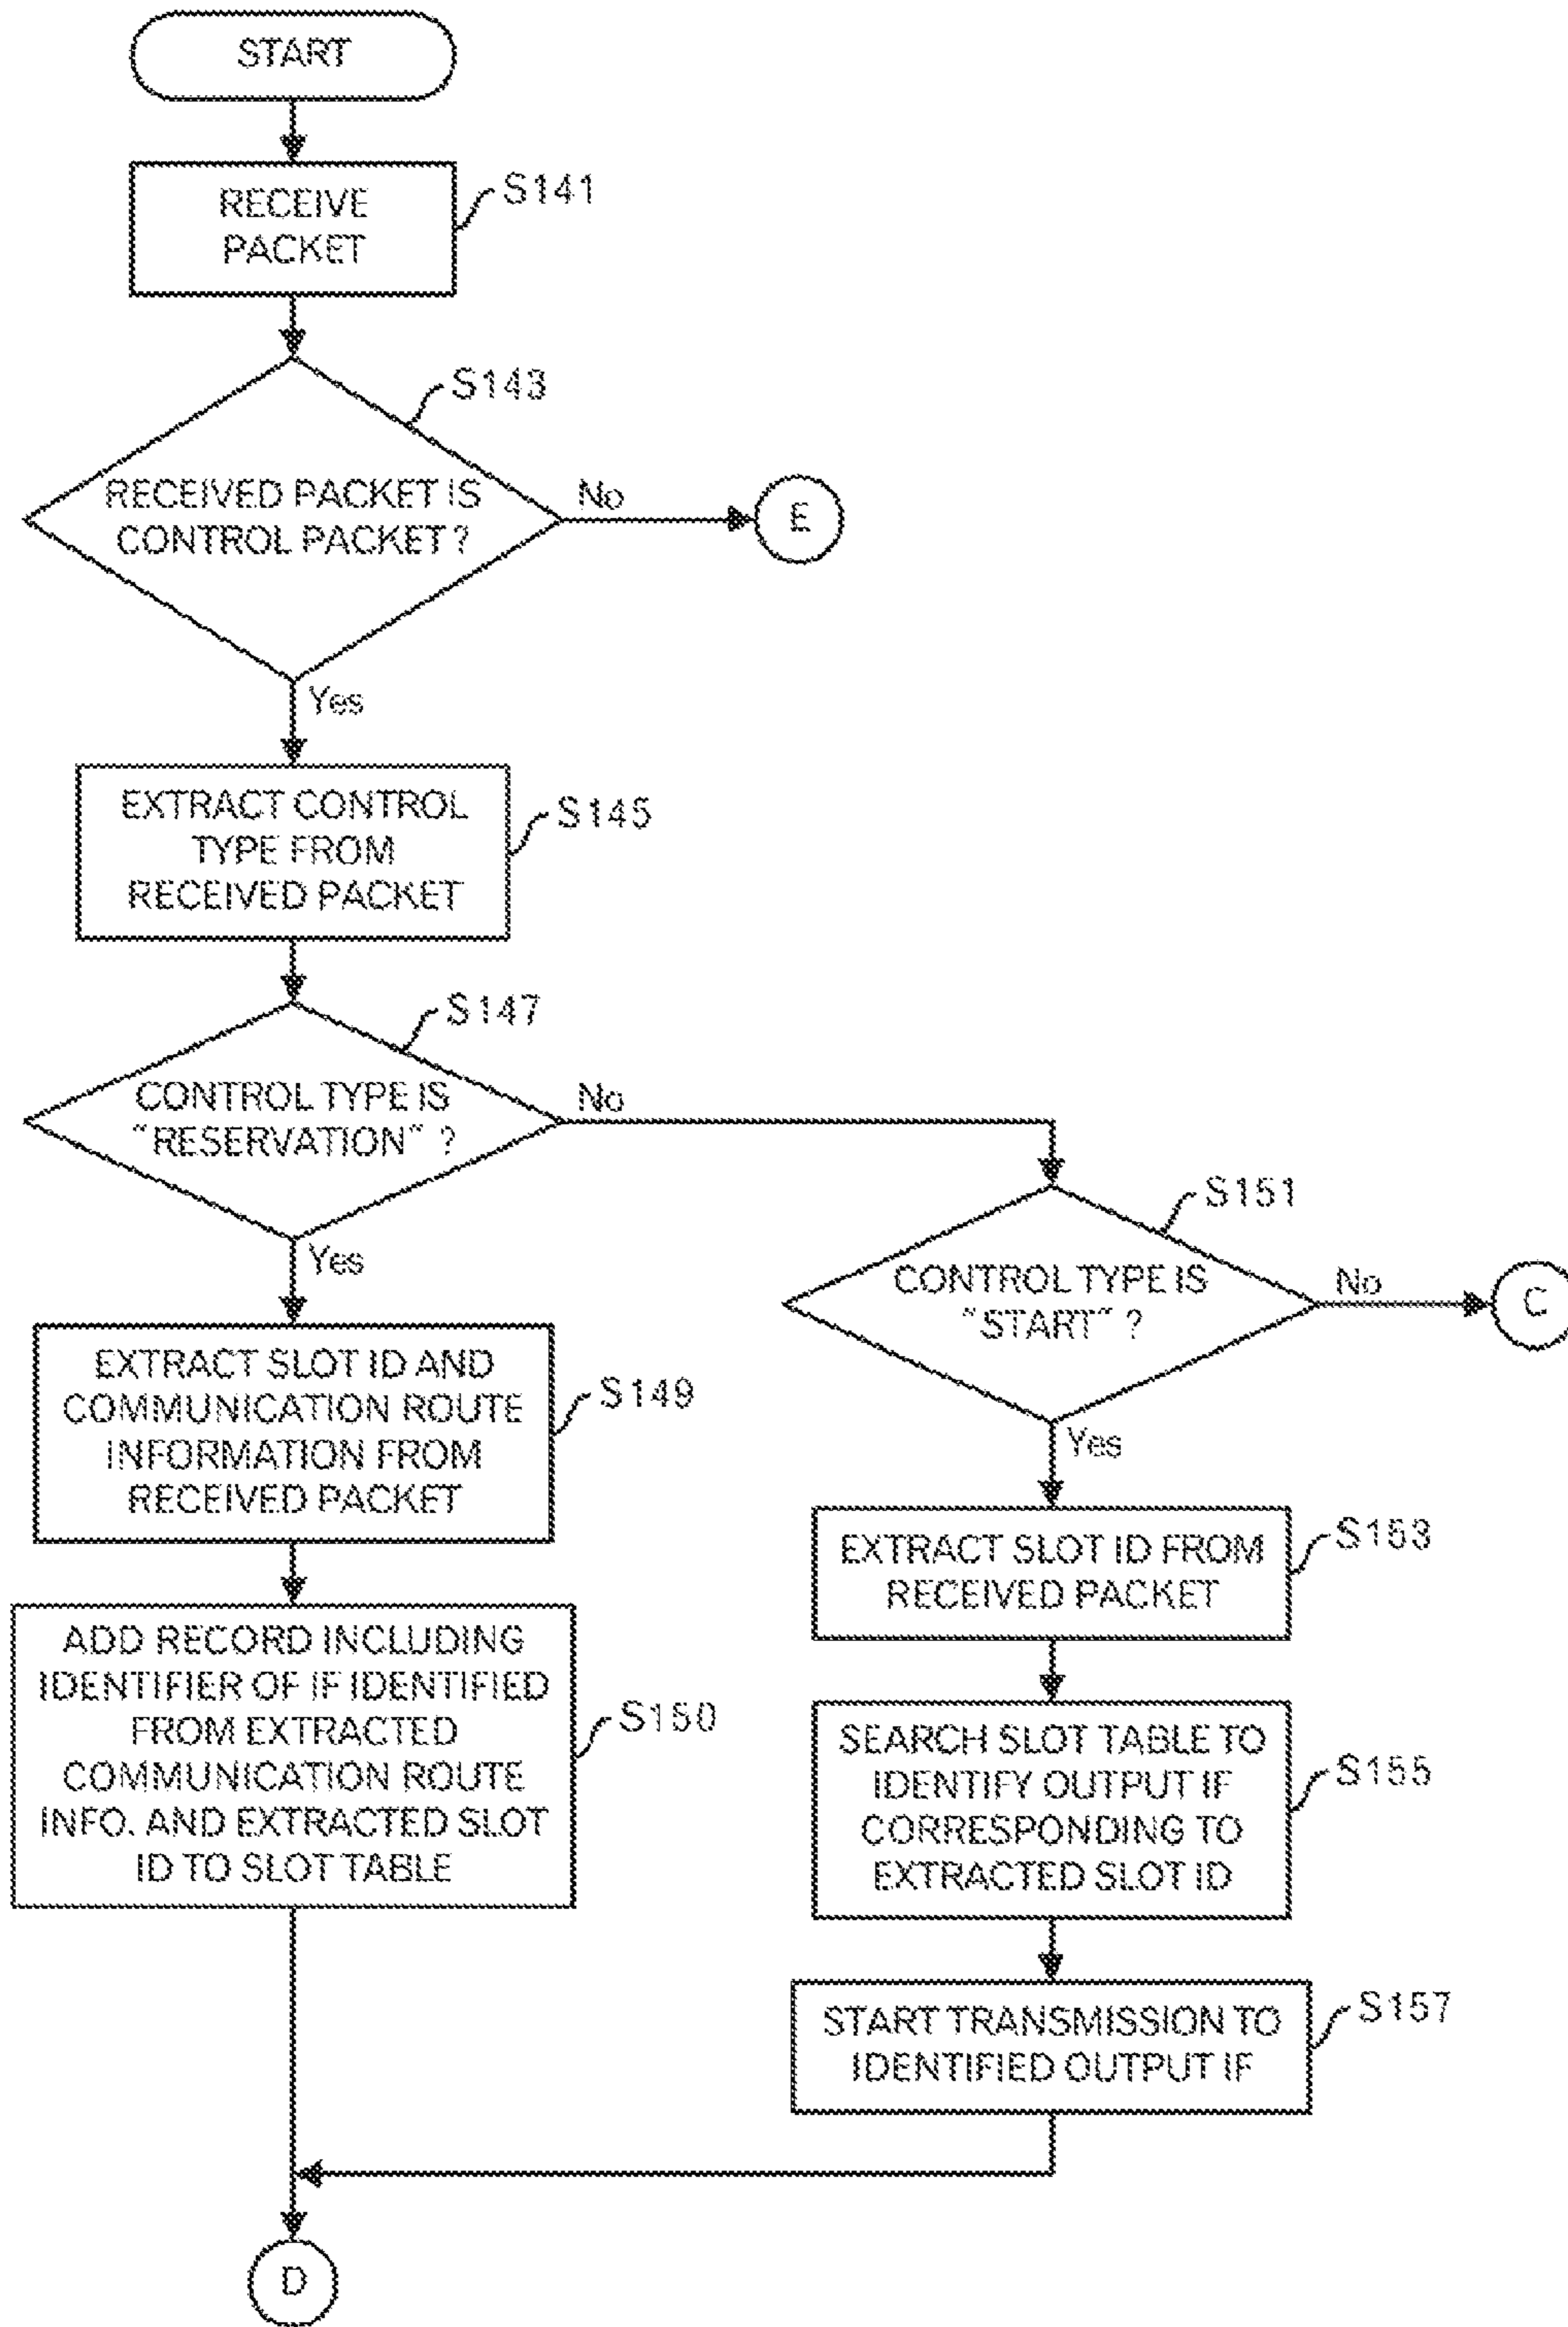 START
RECEIVE
PACKET
S141
S143
RECEIVED PACKET IS
CONTROL PACKET ?
No
E
Yes
EXTRACT CONTROL
TYPE FROM
RECEIVED PACKET
S145
S147
CONTROL TYPE IS
"RESERVATION" ?
No
Yes
S151
CONTROL TYPE IS
"START" ?
No
C
Yes
EXTRACT SLOT ID AND
COMMUNICATION ROUTE
INFORMATION FROM
RECEIVED PACKET
S149
EXTRACT SLOT ID FROM
RECEIVED PACKET
S153
ADD RECORD INCLUDING
IDENTIFIER OF IF IDENTIFIED
FROM EXTRACTED
COMMUNICATION ROUTE
INFO. AND EXTRACTED SLOT
ID TO SLOT TABLE
S150
SEARCH SLOT TABLE TO
IDENTIFY OUTPUT IF
CORRESPONDING TO
EXTRACTED SLOT ID
S155
START TRANSMISSION TO
IDENTIFIED OUTPUT IF
S157
D